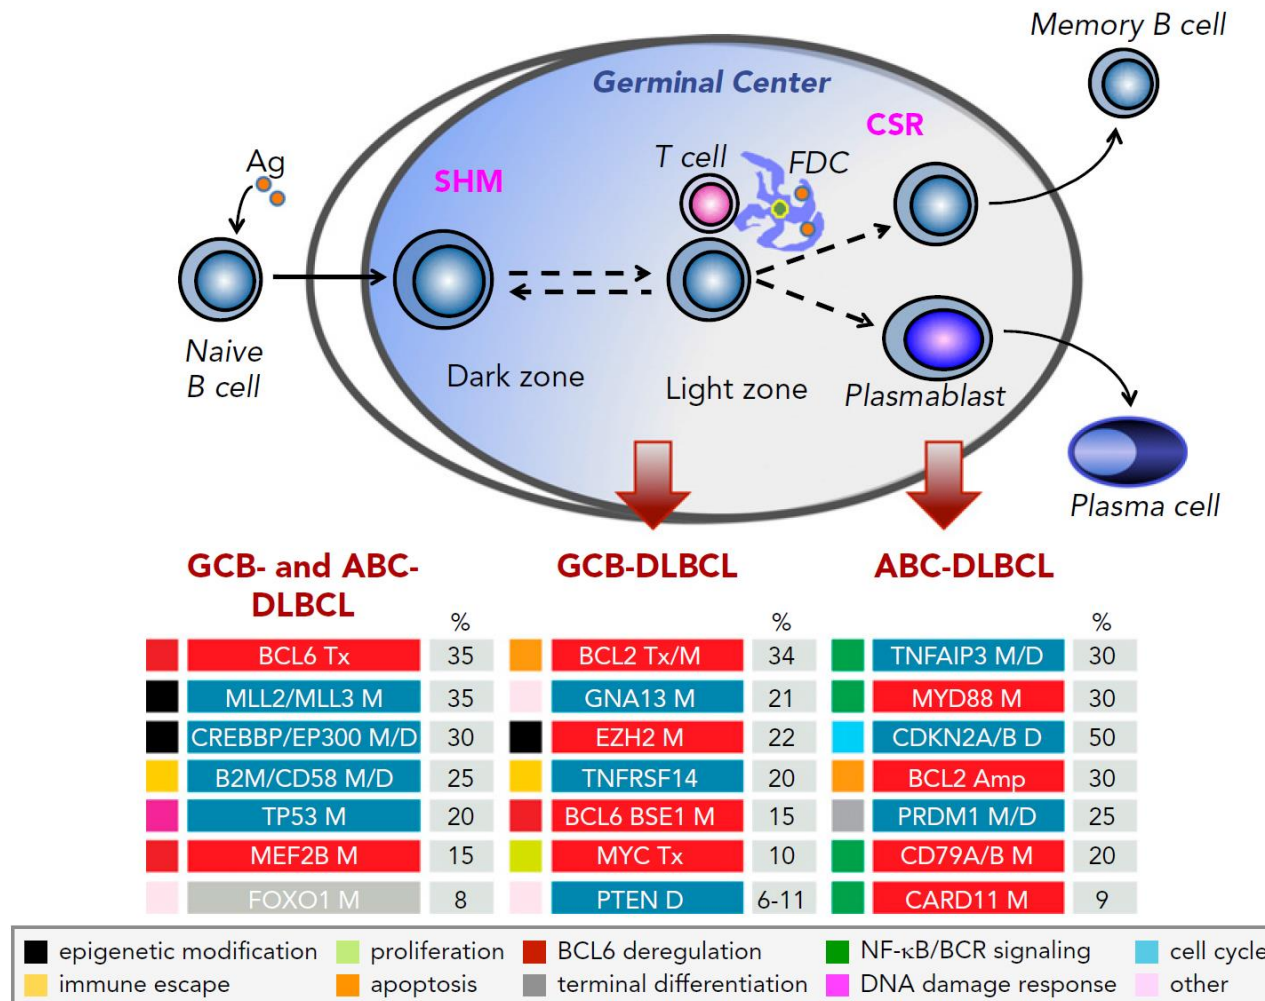 Memory B cell
Germinal Center
CSR
T cell
FDC
Ag
SHM
Naive
B cell
Dark zone
Light zone
Plasmablast
Plasma cell
GCB- and ABC-
DLBCL
%
BCL6 Tx 35
MLL2/MLL3 M 35
CREBBP/EP300 M/D 30
B2M/CD58 M/D 25
TP53 M 20
MEF2B M 15
FOXO1 M 8
GCB-DLBCL
%
BCL2 Tx/M 34
GNA13 M 21
EZH2 M 22
TNFRSF14 20
BCL6 BSE1 M 15
MYC Tx 10
PTEN D 6-11
ABC-DLBCL
%
TNFAIP3 M/D 30
MYD88 M 30
CDKN2A/B D 50
BCL2 Amp 30
PRDM1 M/D 25
CD79A/B M 20
CARD11 M 9
epigenetic modification proliferation BCL6 deregulation NF-κB/BCR signaling cell cycle
immune escape apoptosis terminal differentiation DNA damage response other